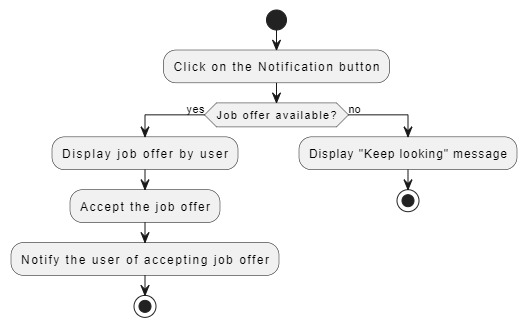 Click on the Notification button
yes
Job offer available?
no
Display job offer by user
Display "Keep looking" message
Accept the job offer
Notify the user of accepting job offer